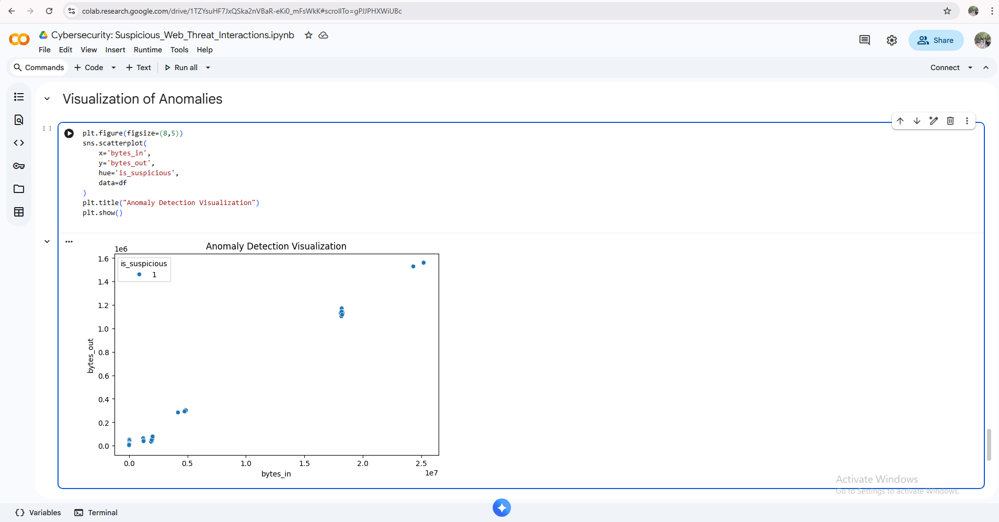 colab.research.google.com/drive/1TZYsuHF7JxQSka2nVBaR-eKi0_mFsWkK#scrollTo=gPJJPHXWiUBc
Cybersecurity: Suspicious_Web_Threat_Interactions.ipynb
File Edit View Insert Runtime Tools Help
Share
Commands + Code + Text Run all
Connect
Visualization of Anomalies
[ ]
plt.figure(figsize=(8,5))
sns.scatterplot(
x='bytes_in',
y='bytes_out',
hue='is_suspicious',
data=df
)
plt.title("Anomaly Detection Visualization")
plt.show()
Anomaly Detection Visualization
1e6
is_suspicious
1
1.6
1.4
1.2
1.0
0.8
0.6
0.4
0.2
0.0
bytes_out
0.0 0.5 1.0 1.5 2.0 2.5
1e7
bytes_in
Activate Windows
Go to Settings to activate Windows.
Variables Terminal